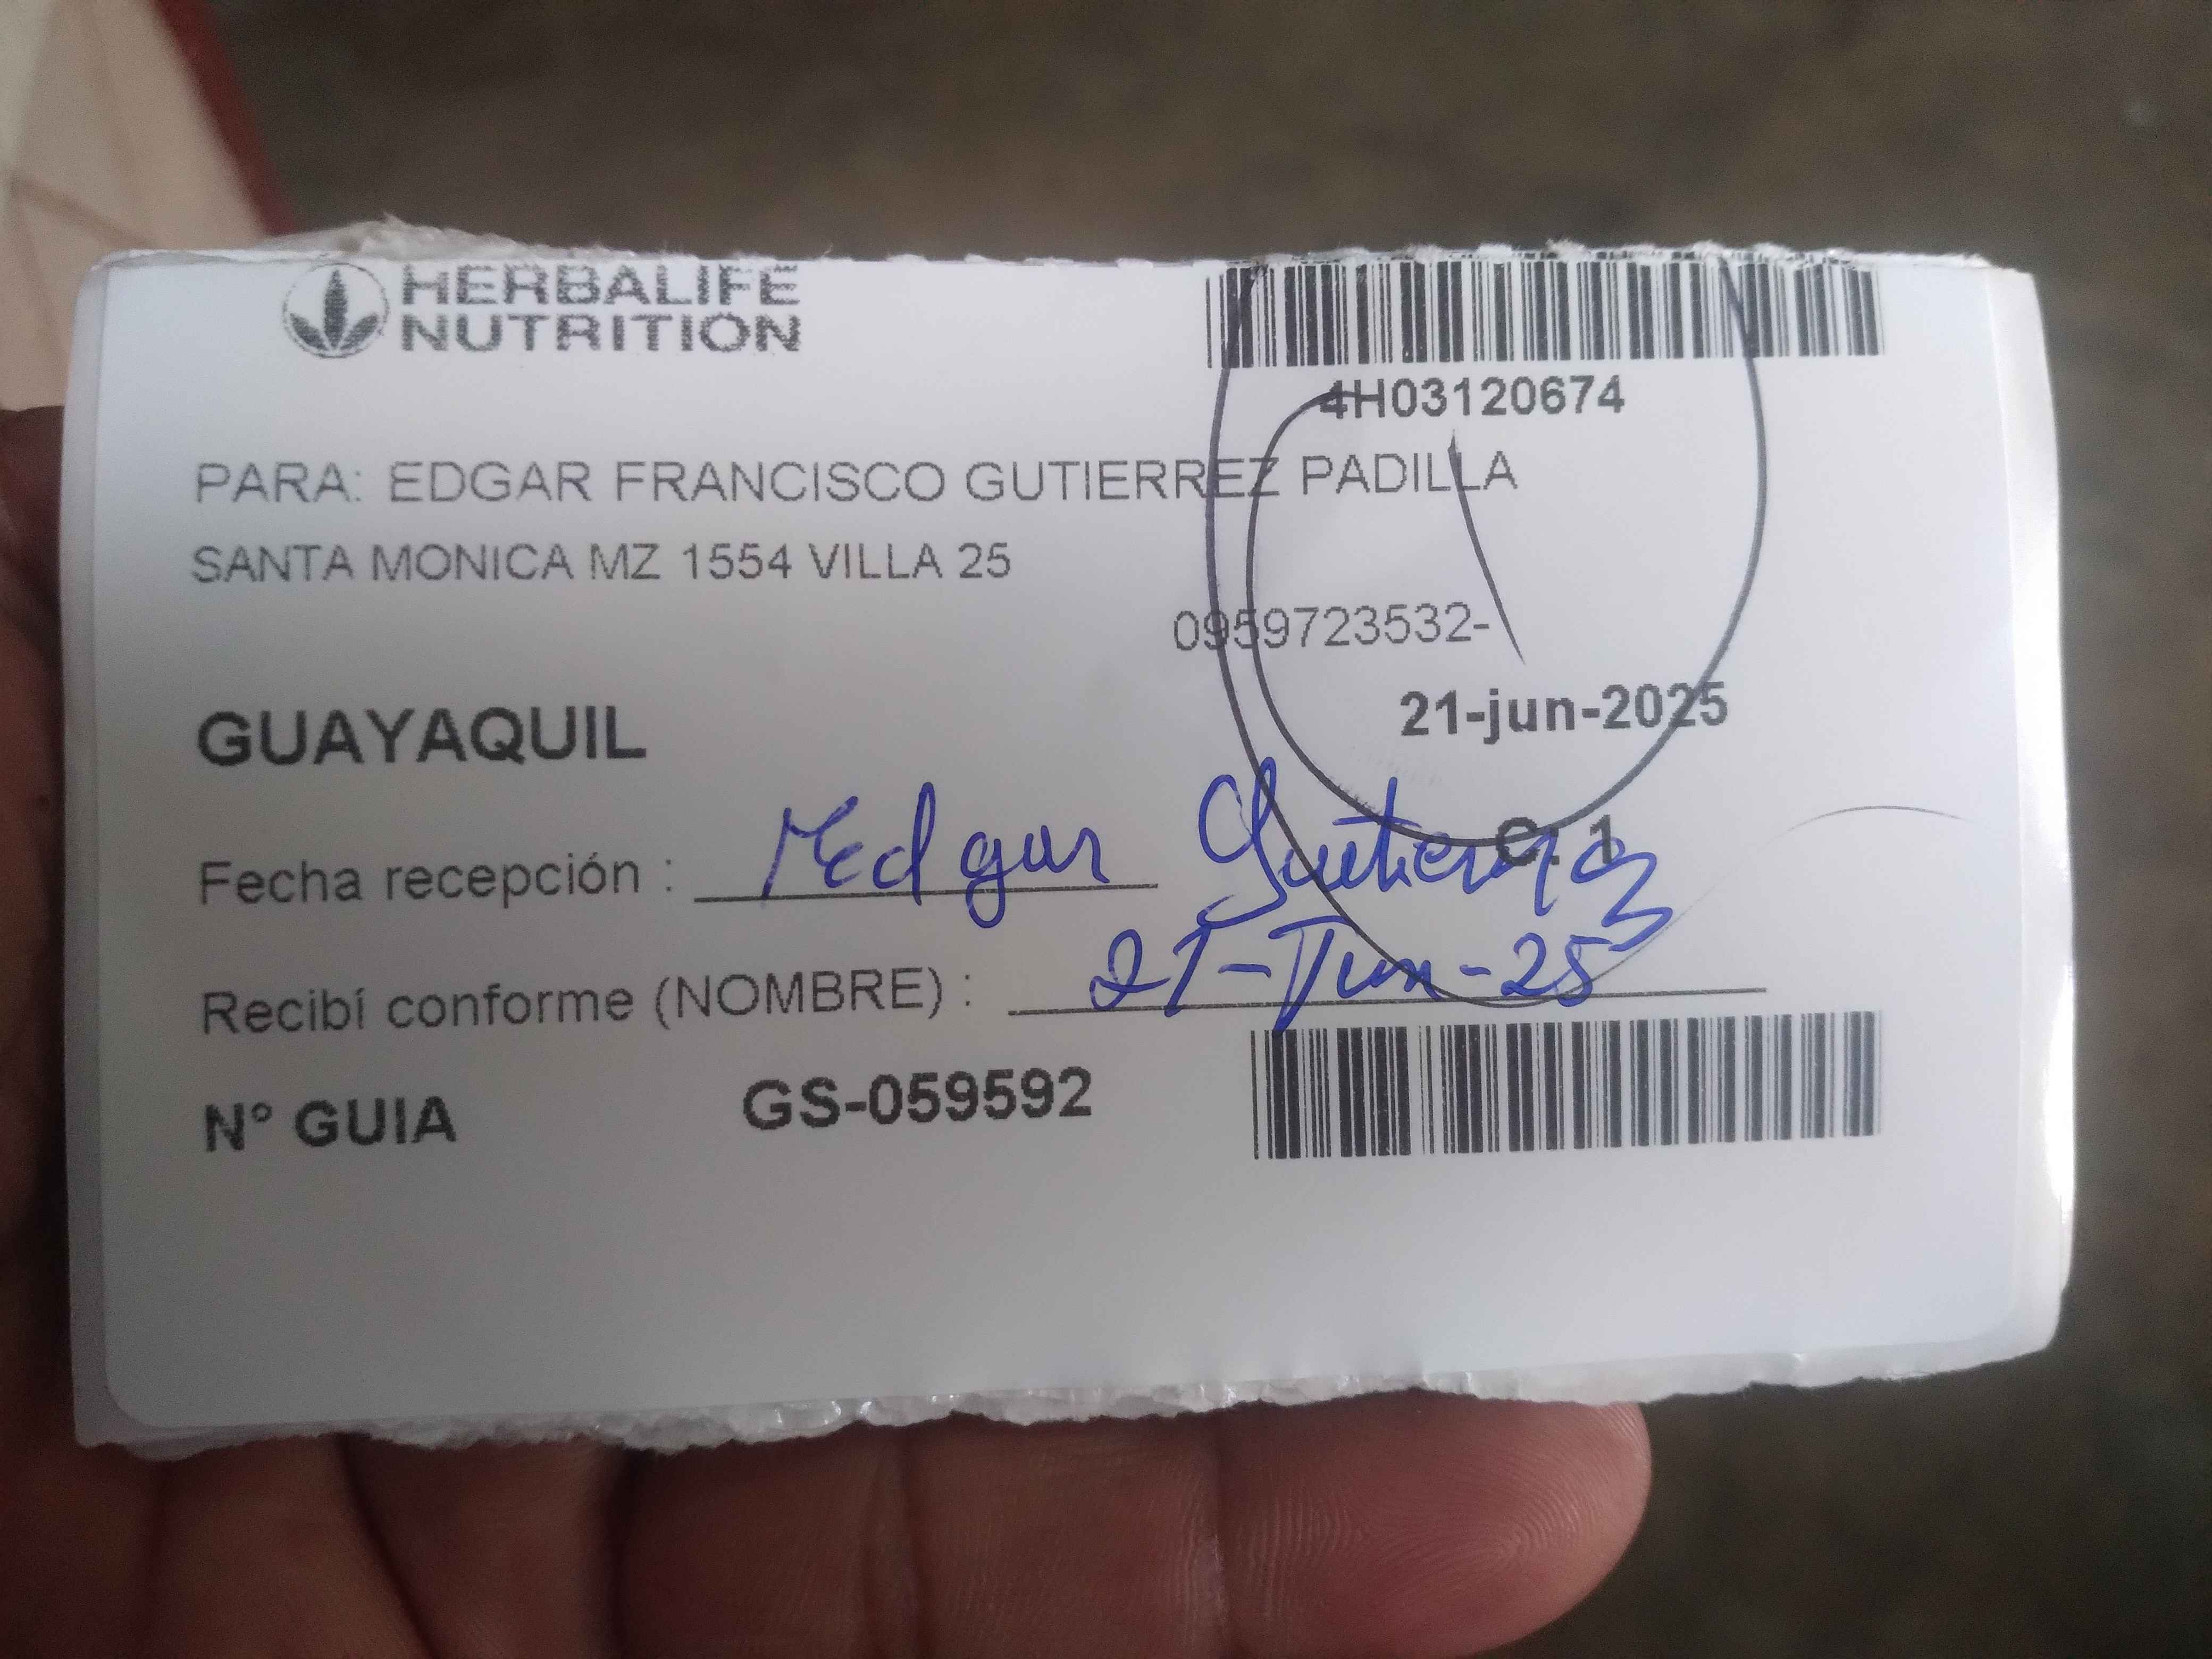 HERBALIFE
NUTRITION
4H03120674
PARA: EDGAR FRANCISCO GUTIERREZ PADILLA
SANTA MONICA MZ 1554 VILLA 25
0959723532-
21-jun-2025
GUAYAQUIL
C. 1
Fecha recepción : Edgar Gutierrez
Recibí conforme (NOMBRE) : 21-Jun-25
N° GUIA GS-059592